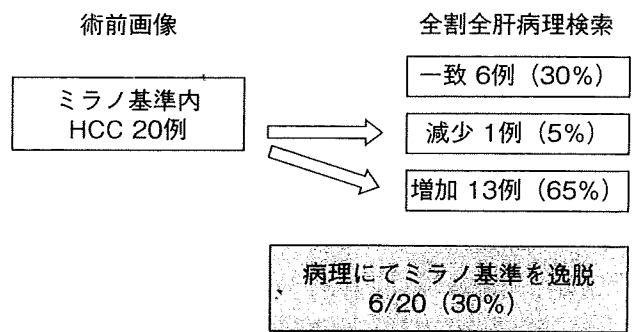 術前画像
全割全肝病理検索
ミラノ基準内
HCC 20例
一致 6例（30%）
減少 1例（5%）
増加 13例（65%）
病理にてミラノ基準を逸脱
6/20（30%）